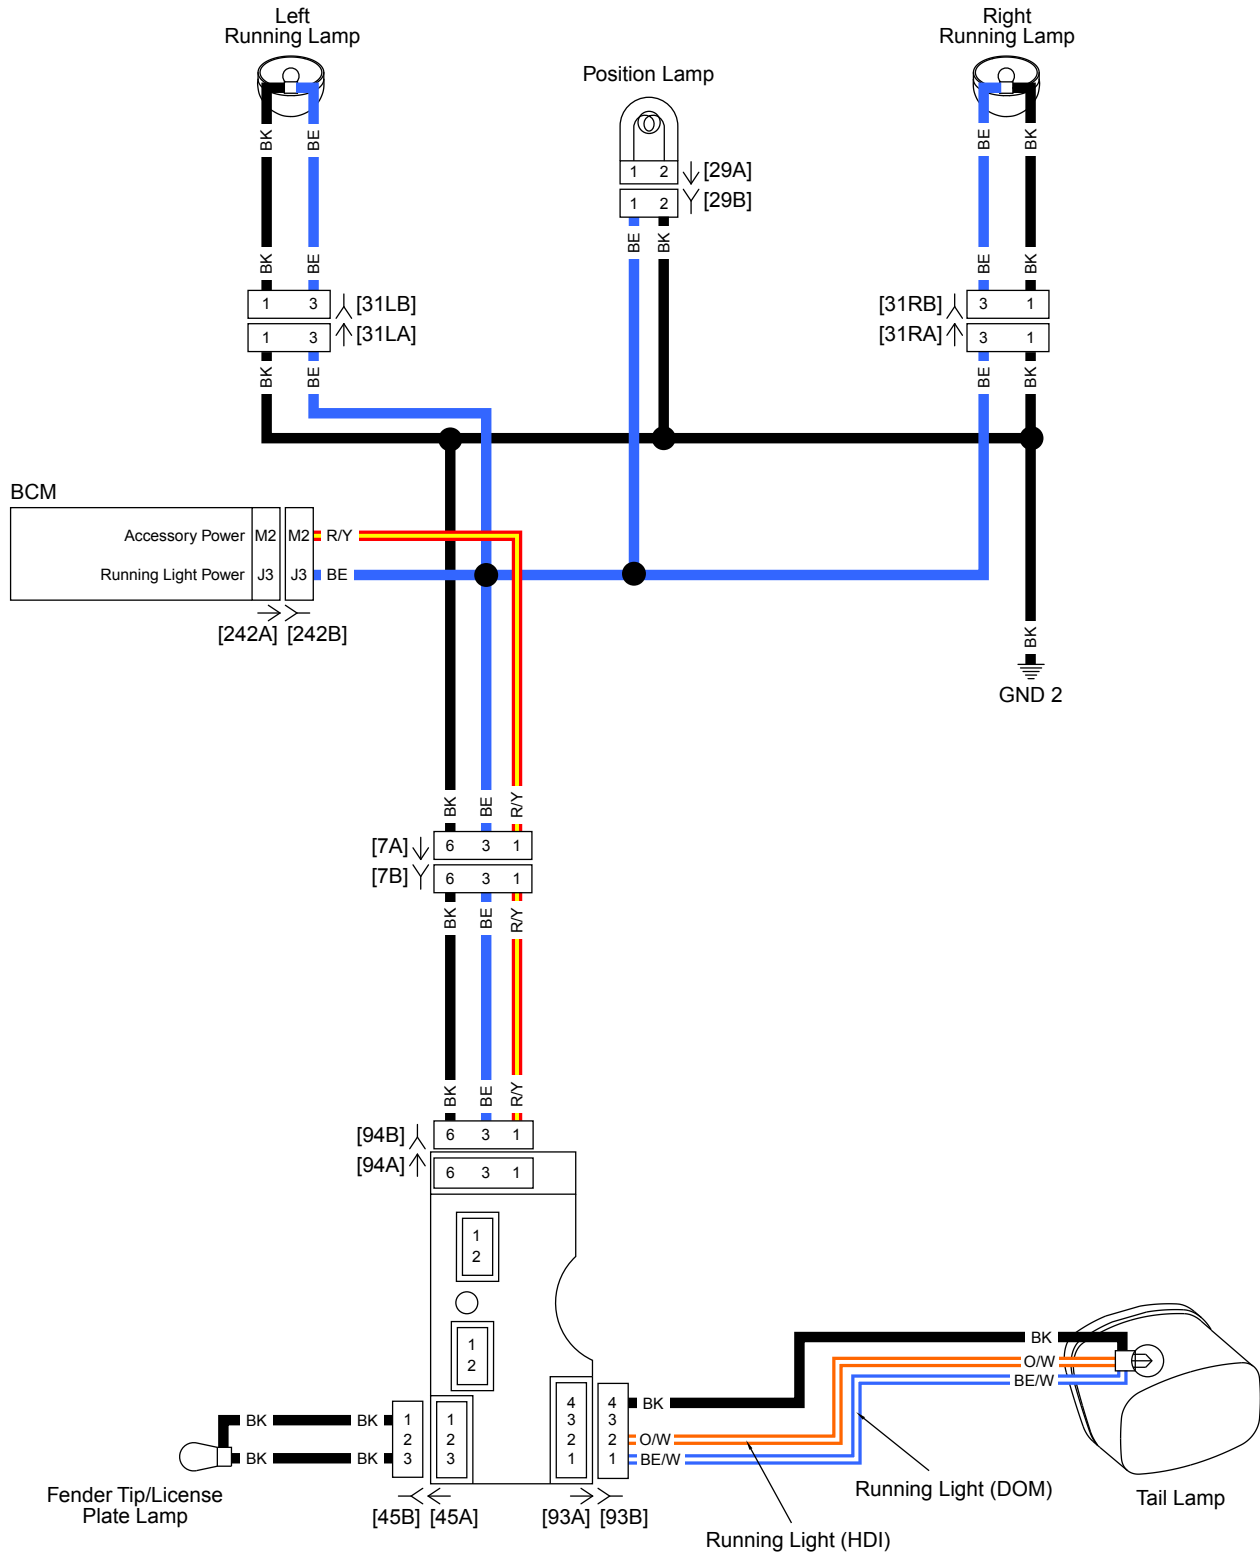 Left
Running Lamp
Right
Running Lamp
Position Lamp
BK
BE
BE
BK
1 2
[29A]
1 2
[29B]
BE
BK
BK
BE
BE
BK
1 3
[31LB]
[31RB]
3 1
1 3
[31LA]
[31RA]
3 1
BK
BE
BE
BK
BCM
Accessory Power
M2
M2
R/Y
Running Light Power
J3
J3
BE
[242A]
[242B]
BK
GND 2
BK
BE
R/Y
[7A]
6 3 1
[7B]
6 3 1
BK
BE
R/Y
BK
BE
R/Y
[94B]
6 3 1
[94A]
6 3 1
1
2
1
2
BK
O/W
BE/W
BK
BK
BK
BK
1
2
3
1
2
3
4
3
2
1
4
3
2
1
BK
O/W
BE/W
Fender Tip/License
Plate Lamp
[45B]
[45A]
[93A]
[93B]
Running Light (DOM)
Running Light (HDI)
Tail Lamp